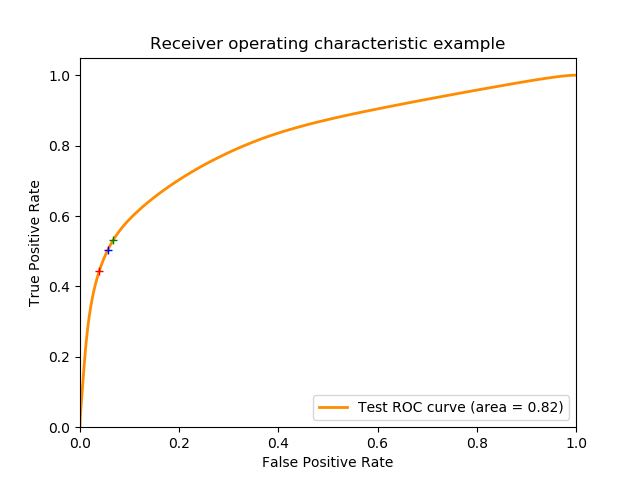 Receiver operating characteristic example
1.0
0.8
0.6
0.4
0.2
0.0
True Positive Rate
Test ROC curve (area = 0.82)
0.0 0.2 0.4 0.6 0.8 1.0
False Positive Rate